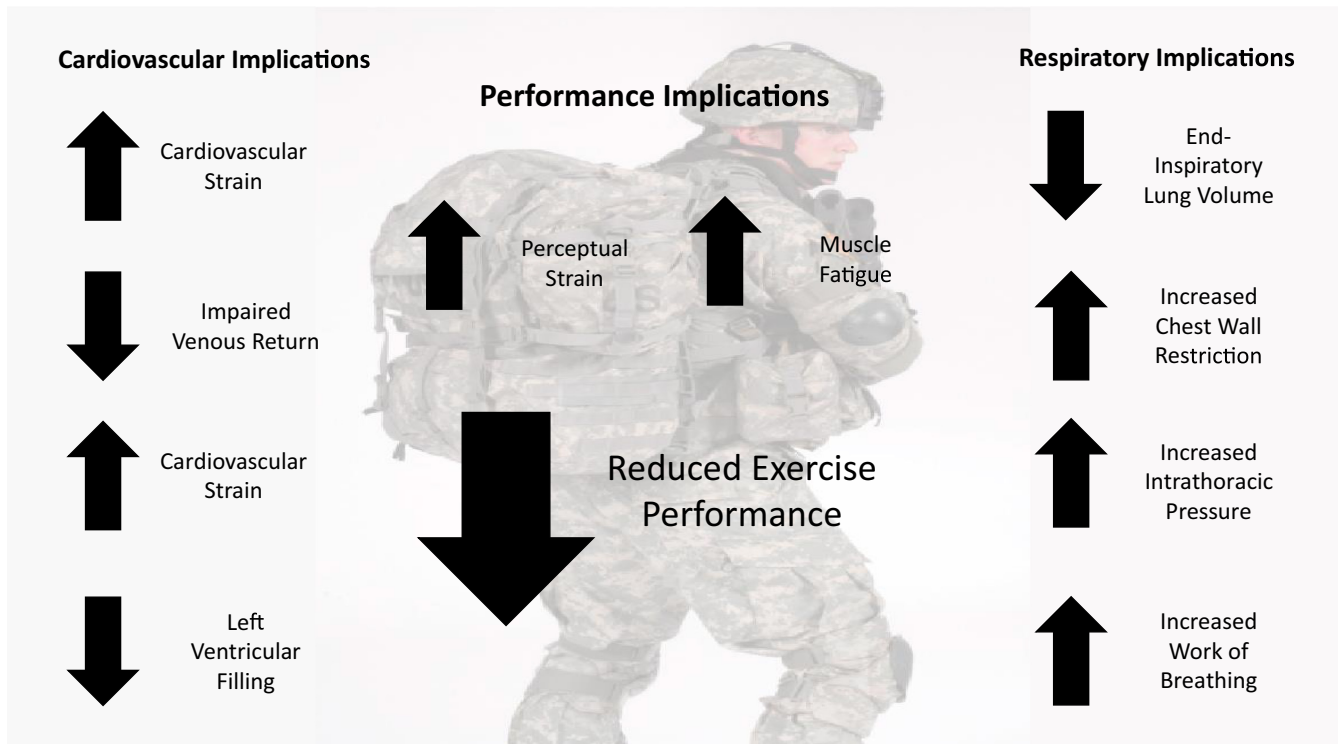 Cardiovascular Implications
Cardiovascular
Strain
Impaired
Venous Return
Cardiovascular
Strain
Left
Ventricular
Filling
Performance Implications
Perceptual
Strain
Muscle
Fatigue
Reduced Exercise
Performance
Respiratory Implications
End-
Inspiratory
Lung Volume
Increased
Chest Wall
Restriction
Increased
Intrathoracic
Pressure
Increased
Work of
Breathing